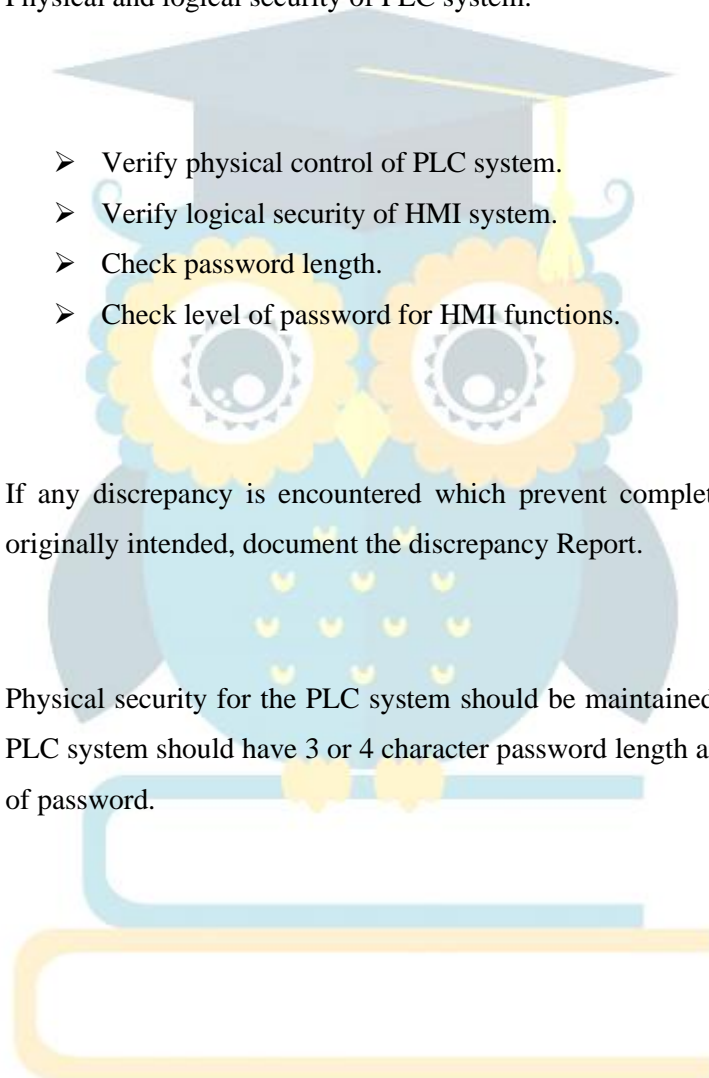 Physical and logical security of PLC system.
➢ Verify physical control of PLC system.
➢ Verify logical security of HMI system.
➢ Check password length.
➢ Check level of password for HMI functions.
If any discrepancy is encountered which prevent complet
originally intended, document the discrepancy Report.
Physical security for the PLC system should be maintained
PLC system should have 3 or 4 character password length a
of password.